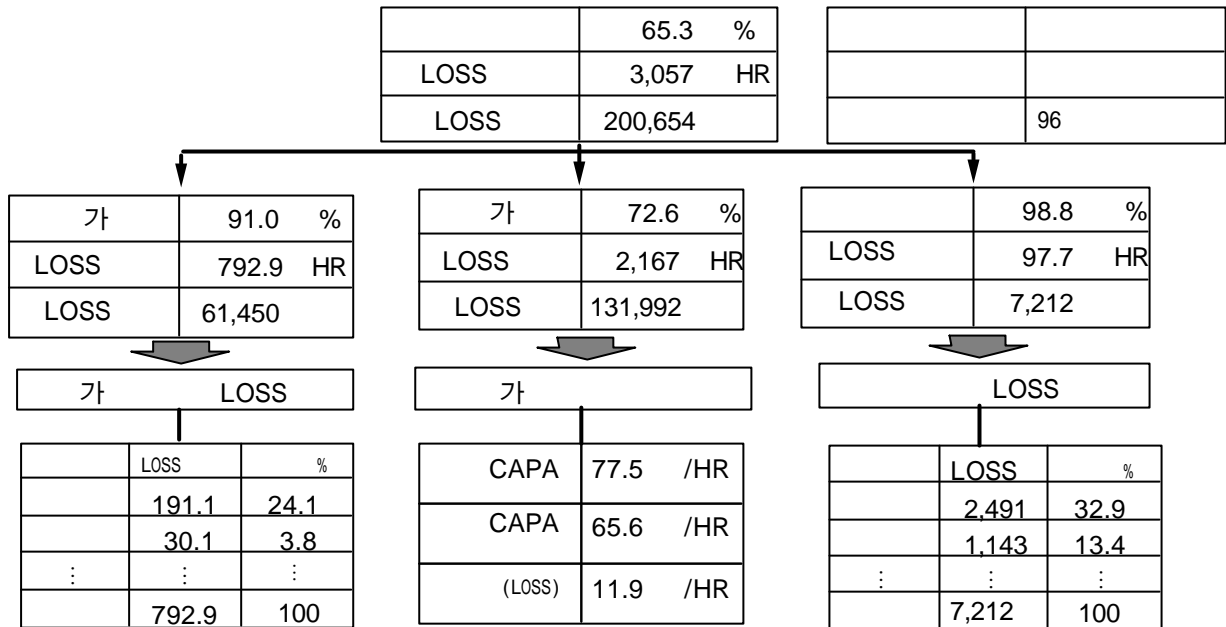 65.3 %
LOSS 3,057 HR
LOSS 200,654
96
가 91.0 %
LOSS 792.9 HR
LOSS 61,450
가 72.6 %
LOSS 2,167 HR
LOSS 131,992
98.8 %
LOSS 97.7 HR
LOSS 7,212
가 LOSS
가
LOSS
LOSS %
191.1 24.1
30.1 3.8
⋮ ⋮ ⋮
792.9 100
CAPA 77.5 /HR
CAPA 65.6 /HR
(LOSS) 11.9 /HR
LOSS %
2,491 32.9
1,143 13.4
⋮ ⋮ ⋮
7,212 100